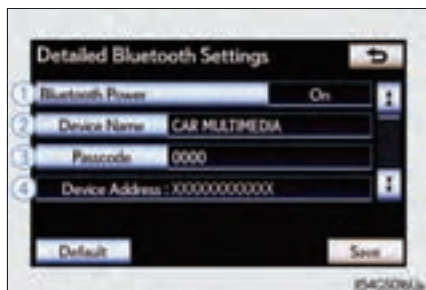 Detailed Bluetooth Settings
1 Bluetooth Power On
2 Device Name CAR MULTIMEDIA
3 Passcode 0000
4 Device Address : XXXXXXXXXXXX
Default Save